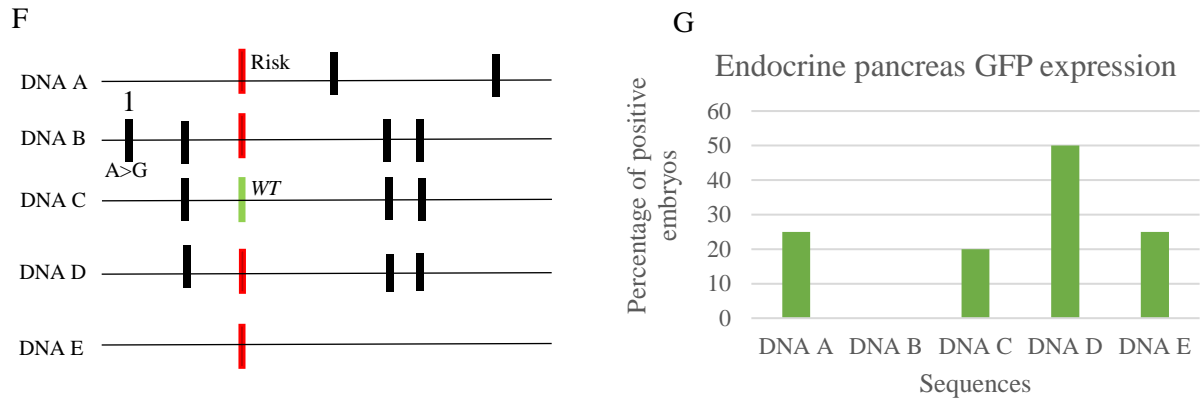 F
Risk
DNA A
1
DNA B
A>G
WT
DNA C
DNA D
DNA E
G
Endocrine pancreas GFP expression
Percentage of positive
embryos
60
50
40
30
20
10
0
DNA A DNA B DNA C DNA D DNA E
Sequences